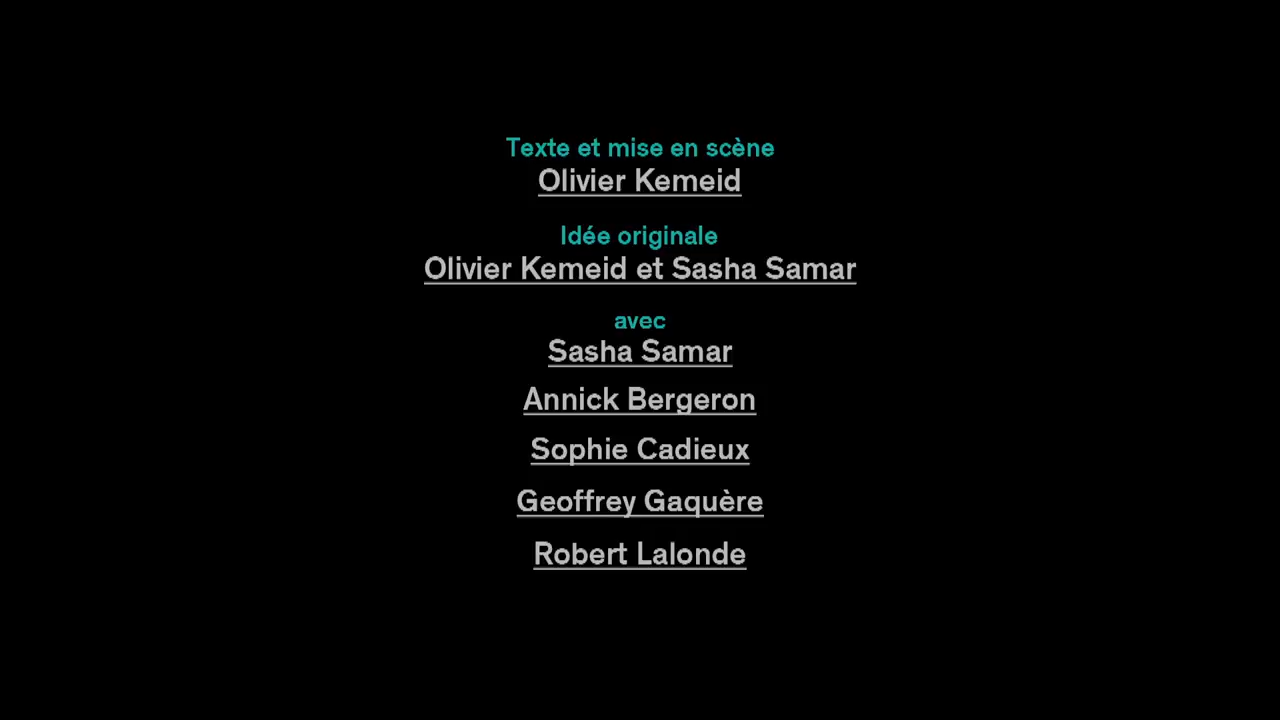 Texte et mise en scène
Olivier Kemeid
Idée originale
Olivier Kemeid et Sasha Samar
avec
Sasha Samar
Annick Bergeron
Sophie Cadieux
Geoffrey Gaquère
Robert Lalonde